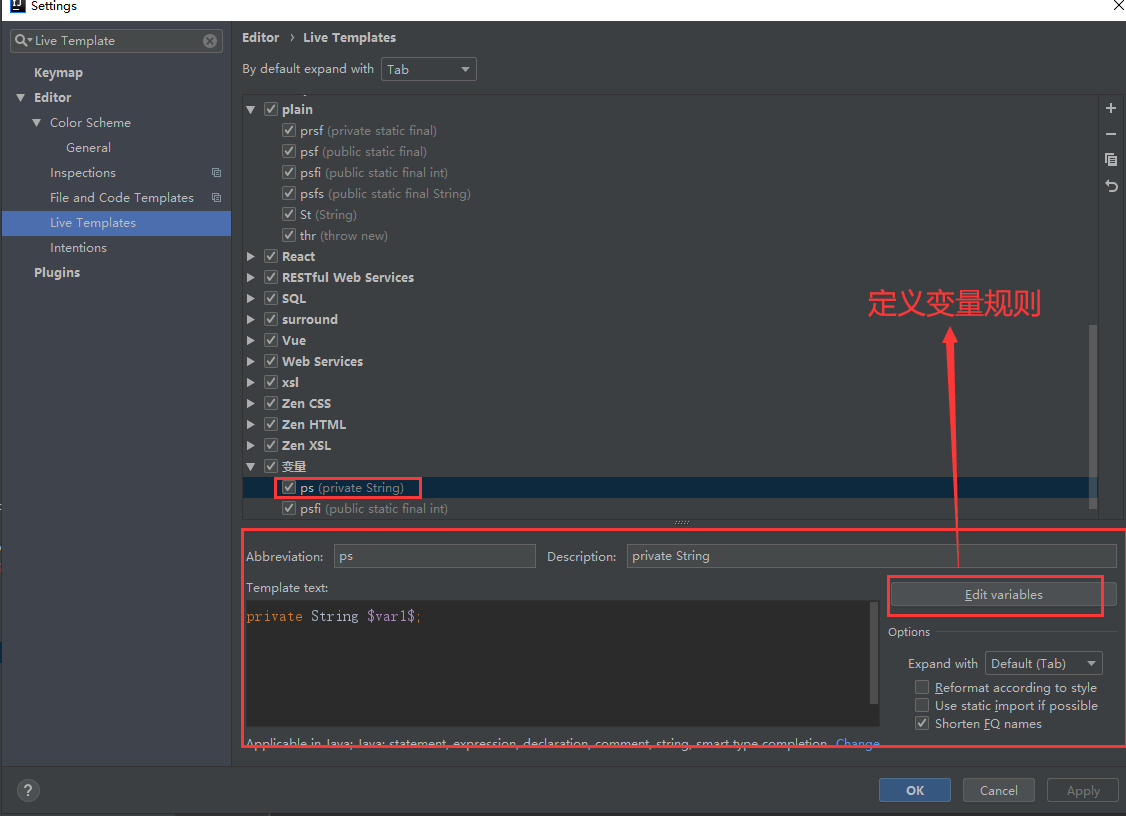 Settings
Live Template
Keymap
Editor
Color Scheme
General
Inspections
File and Code Templates
Live Templates
Intentions
Plugins
Editor › Live Templates
By default expand with Tab
plain
prsf (private static final)
psf (public static final)
psfi (public static final int)
psfs (public static final String)
St (String)
thr (throw new)
React
RESTful Web Services
SQL
surround
Vue
Web Services
xsl
Zen CSS
Zen HTML
Zen XSL
变量
ps (private String)
psfi (public static final int)
定义变量规则
Abbreviation: ps Description: private String
Template text:
private String $var1$;
Edit variables
Options
Expand with Default (Tab)
Reformat according to style
Use static import if possible
Shorten FQ names
Applicable in Java; Java: statement, expression, declaration, comment, string, smart type completion. Change
? OK Cancel Apply